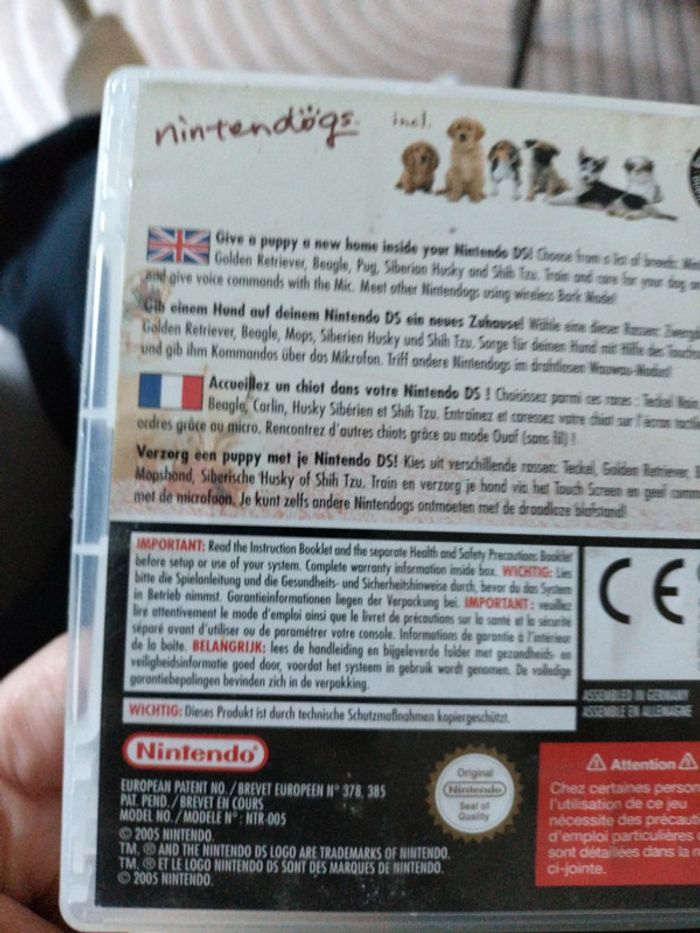 nintendögs incl.
Give a puppy a new home inside your Nintendo DS! Choose from a list of breeds:
Golden Retriever, Beagle, Pug, Siberian Husky and Shih Tzu. Train and care for your dog
and give voice commands with the Mic. Meet other Nintendogs using wireless Bark Mode!
Gib einem Hund auf deinem Nintendo DS ein neues Zuhause! Wähle eine dieser Rassen:
Golden Retriever, Beagle, Mops, Siberien Husky und Shih Tzu. Sorge für deinen Hund mit Hilfe des
und gib ihm Kommandos über das Mikrofon. Triff andere Nintendogs im drahtlosen Wauwau-Modus!
Accueillez un chiot dans votre Nintendo DS ! Choisissez parmi ces races : Teckel
Beagle, Carlin, Husky Sibérien et Shih Tzu. Entraînez et caressez votre chiot sur l'écran
ordres grâce au micro. Rencontrez d'autres chiots grâce au mode Ouaf (sans fil) !
Verzorg een puppy met je Nintendo DS! Kies uit verschillende rassen: Teckel, Golden Retriever,
Mopshond, Siberische Husky of Shih Tzu. Train en verzorg je hond via het Touch Screen en geef
met de microfoon. Je kunt zelfs andere Nintendogs ontmoeten met de draadloze blafstand!
IMPORTANT: Read the Instruction Booklet and the separate Health and Safety Precautions Booklet
before setup or use of your system. Complete warranty information inside box. WICHTIG: Lies
bitte die Spielanleitung und die Gesundheits- und Sicherheitshinweise durch, bevor du das System
in Betrieb nimmst. Garantieinformationen liegen der Verpackung bei. IMPORTANT : veuillez
lire attentivement le mode d'emploi ainsi que le livret de précautions sur la santé et la sécurité
séparé avant d'utiliser ou de paramétrer votre console. Informations de garantie à l'intérieur
de la boîte. BELANGRIJK: lees de handleiding en bijgeleverde folder met gezondheids- en
veiligheidsinformatie goed door, voordat het systeem in gebruik wordt genomen. De volledige
garantiebepalingen bevinden zich in de verpakking.
CE
ASSEMBLED IN GERMANY
ASSEMBLE EN ALLEMAGNE
WICHTIG: Dieses Produkt ist durch technische Schutzmaßnahmen kopiergeschützt.
Nintendo®
EUROPEAN PATENT NO. / BREVET EUROPEEN N° 378, 385
PAT. PEND. / BREVET EN COURS
MODEL NO. / MODELE N° : NTR-005
© 2005 NINTENDO.
TM, ® AND THE NINTENDO DS LOGO ARE TRADEMARKS OF NINTENDO.
TM, ® ET LE LOGO NINTENDO DS SONT DES MARQUES DE NINTENDO.
© 2005 NINTENDO.
Original
Nintendo
Seal of
Quality
Attention
Chez certaines
l'utilisation de ce jeu
nécessite des
d'emploi particulières
sont détaillées dans la
ci-jointe.